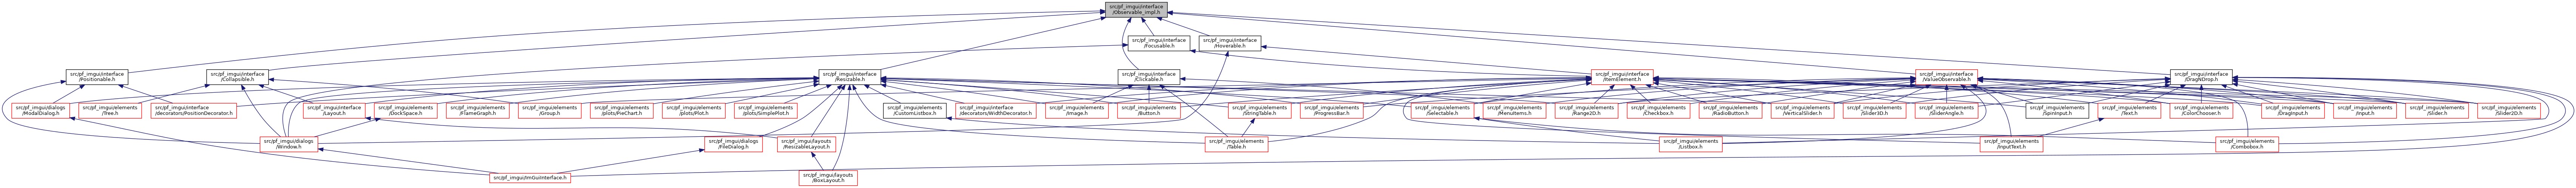 src/pf_imgui/interface
/Observable_impl.h
src/pf_imgui/interface
/Focusable.h
src/pf_imgui/interface
/Hoverable.h
src/pf_imgui/interface
/Positionable.h
src/pf_imgui/interface
/Collapsible.h
src/pf_imgui/interface
/Resizable.h
src/pf_imgui/interface
/Clickable.h
src/pf_imgui/interface
/ItemElement.h
src/pf_imgui/interface
/ValueObservable.h
src/pf_imgui/interface
/DragNDrop.h
src/pf_imgui/dialogs
/ModalDialog.h
src/pf_imgui/elements
/Tree.h
src/pf_imgui/interface
/decorators/PositionDecorator.h
src/pf_imgui/interface
/Layout.h
src/pf_imgui/elements
/DockSpace.h
src/pf_imgui/elements
/FlameGraph.h
src/pf_imgui/elements
/Group.h
src/pf_imgui/elements
/plots/PieChart.h
src/pf_imgui/elements
/plots/Plot.h
src/pf_imgui/elements
/plots/SimplePlot.h
src/pf_imgui/elements
/CustomListbox.h
src/pf_imgui/interface
/decorators/WidthDecorator.h
src/pf_imgui/elements
/Image.h
src/pf_imgui/elements
/Button.h
src/pf_imgui/elements
/StringTable.h
src/pf_imgui/elements
/ProgressBar.h
src/pf_imgui/elements
/Selectable.h
src/pf_imgui/elements
/MenuItems.h
src/pf_imgui/elements
/Range2D.h
src/pf_imgui/elements
/Checkbox.h
src/pf_imgui/elements
/RadioButton.h
src/pf_imgui/elements
/VerticalSlider.h
src/pf_imgui/elements
/Slider3D.h
src/pf_imgui/elements
/SliderAngle.h
src/pf_imgui/elements
/SpinInput.h
src/pf_imgui/elements
/Text.h
src/pf_imgui/elements
/ColorChooser.h
src/pf_imgui/elements
/DragInput.h
src/pf_imgui/elements
/Input.h
src/pf_imgui/elements
/Slider.h
src/pf_imgui/elements
/Slider2D.h
src/pf_imgui/dialogs
/Window.h
src/pf_imgui/dialogs
/FileDialog.h
src/pf_imgui/layouts
/ResizableLayout.h
src/pf_imgui/elements
/Table.h
src/pf_imgui/elements
/Listbox.h
src/pf_imgui/elements
/InputText.h
src/pf_imgui/elements
/Combobox.h
src/pf_imgui/ImGuiInterface.h
src/pf_imgui/layouts
/BoxLayout.h